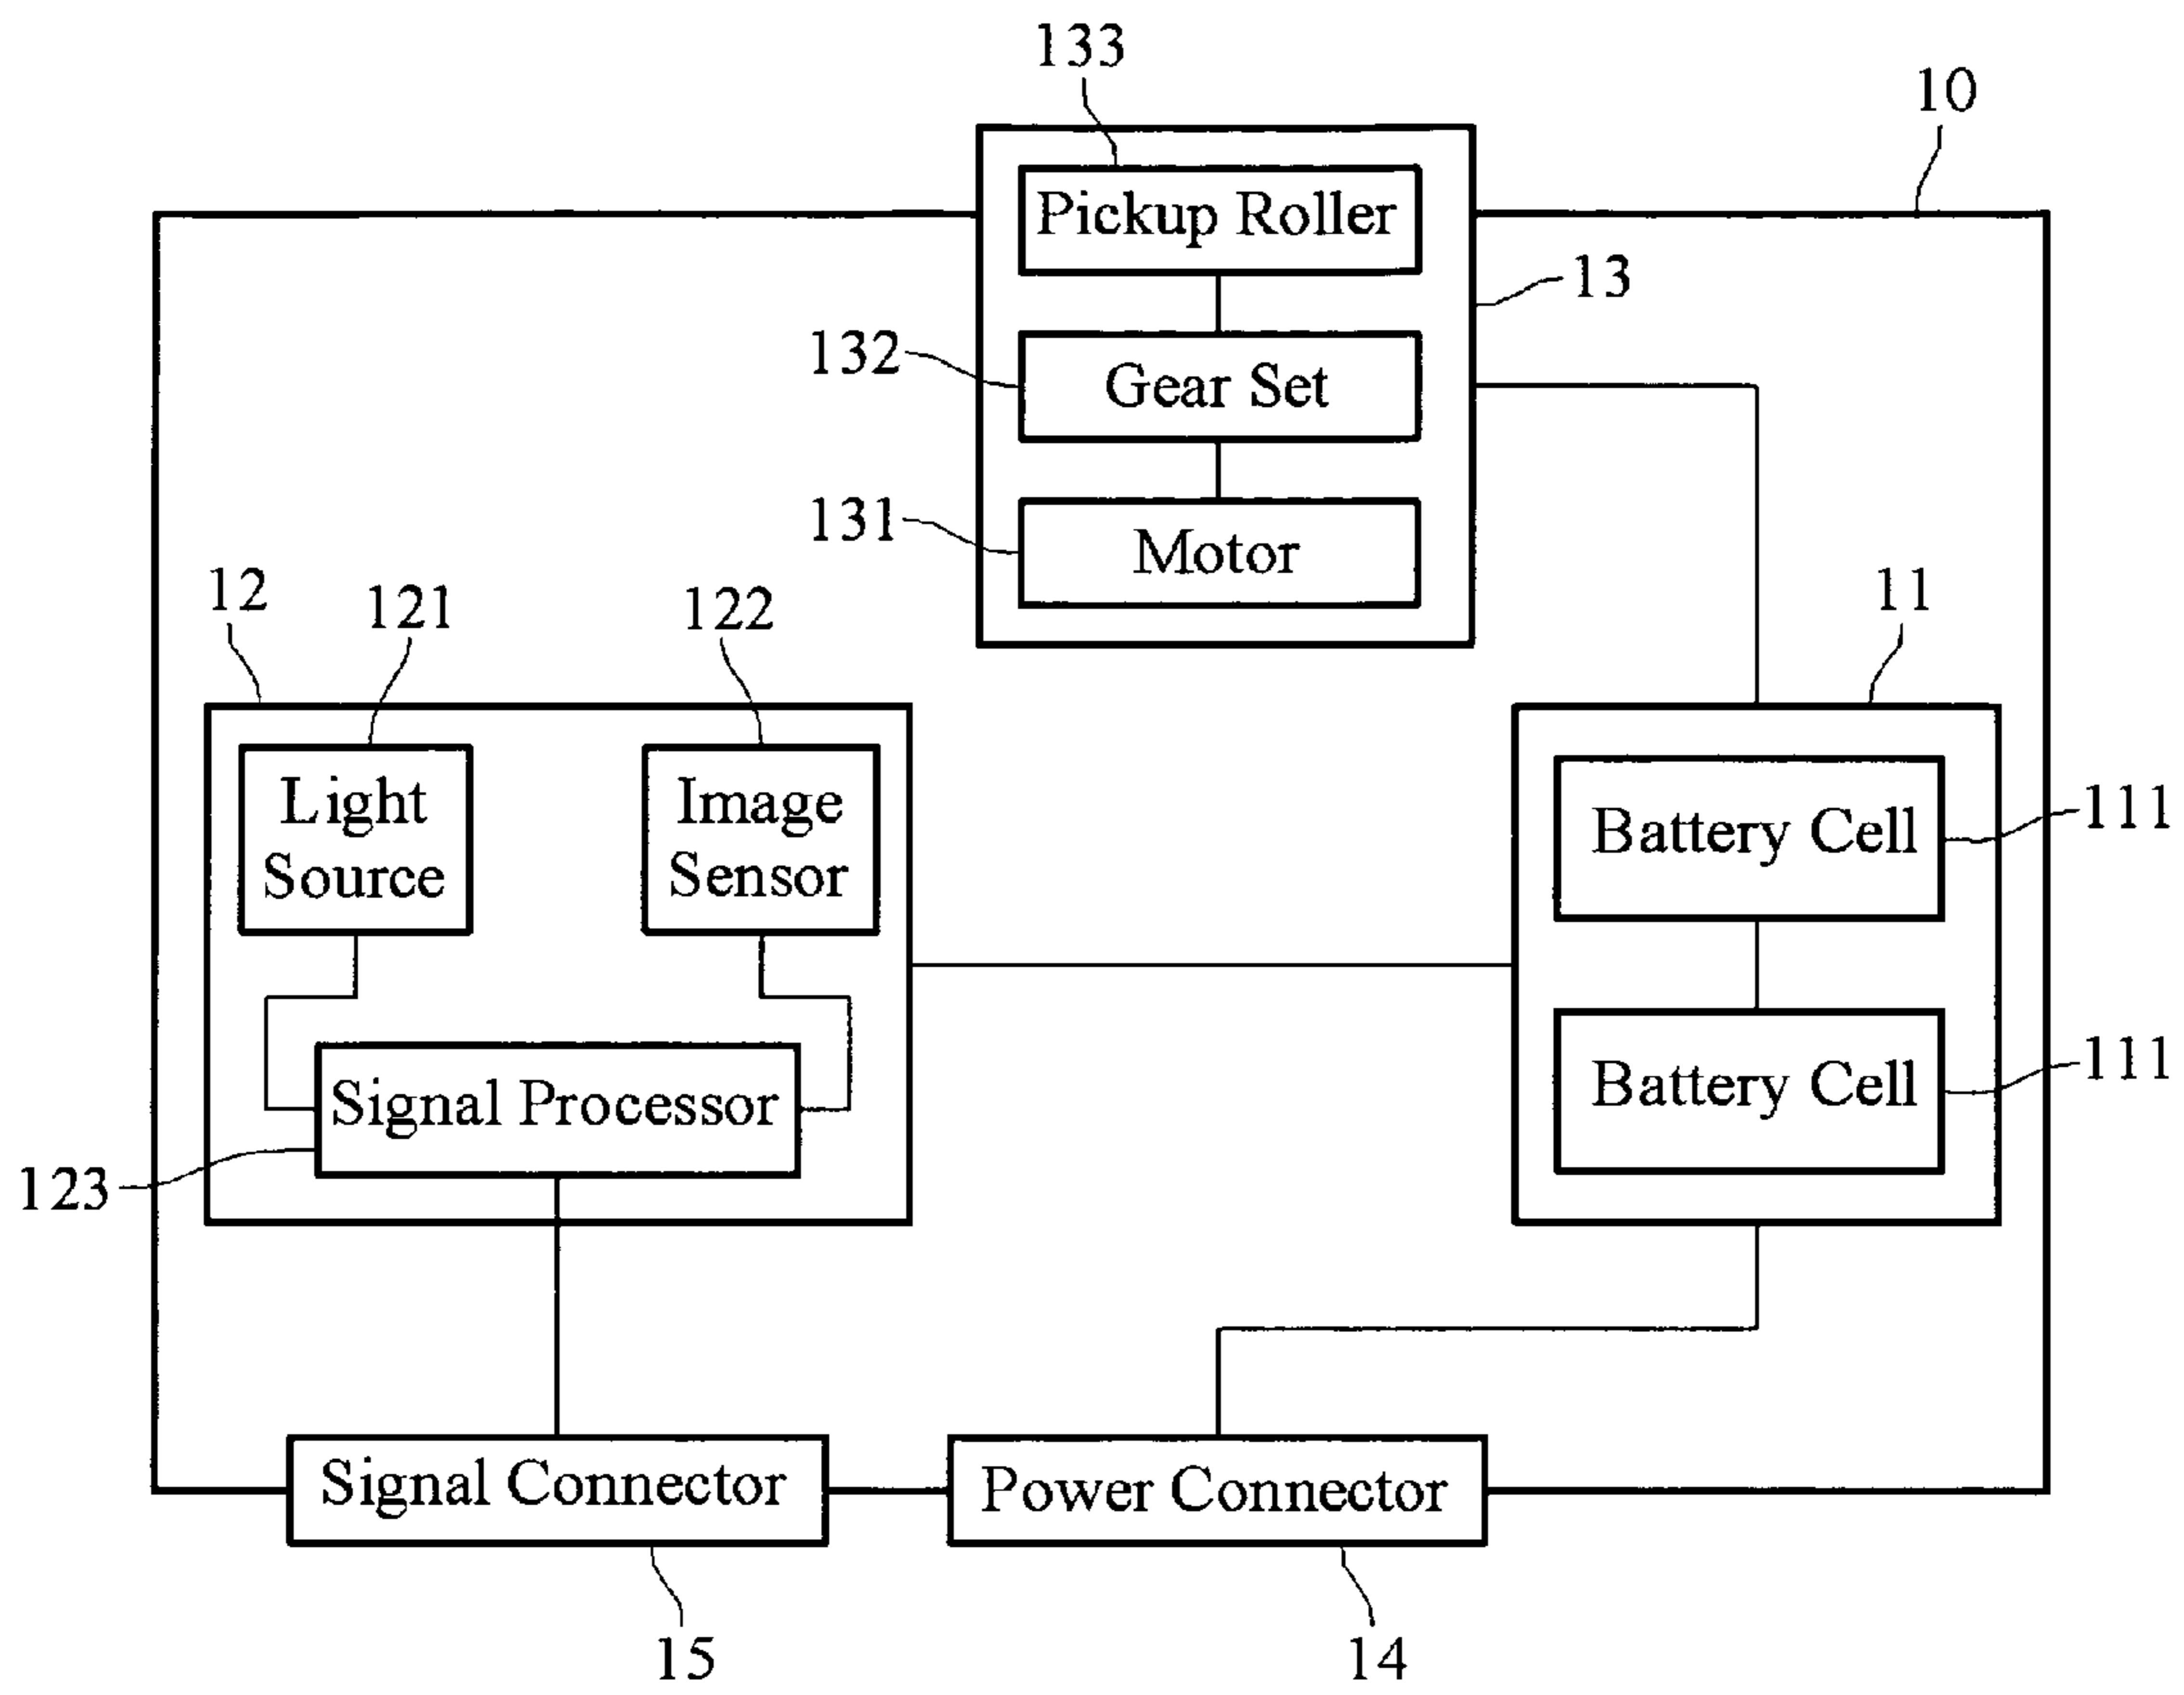 133
10
Pickup Roller
13
132
Gear Set
131
Motor
12
121
122
11
Light
Source
Image
Sensor
Battery Cell
111
Signal Processor
Battery Cell
111
123
Signal Connector
Power Connector
15
14